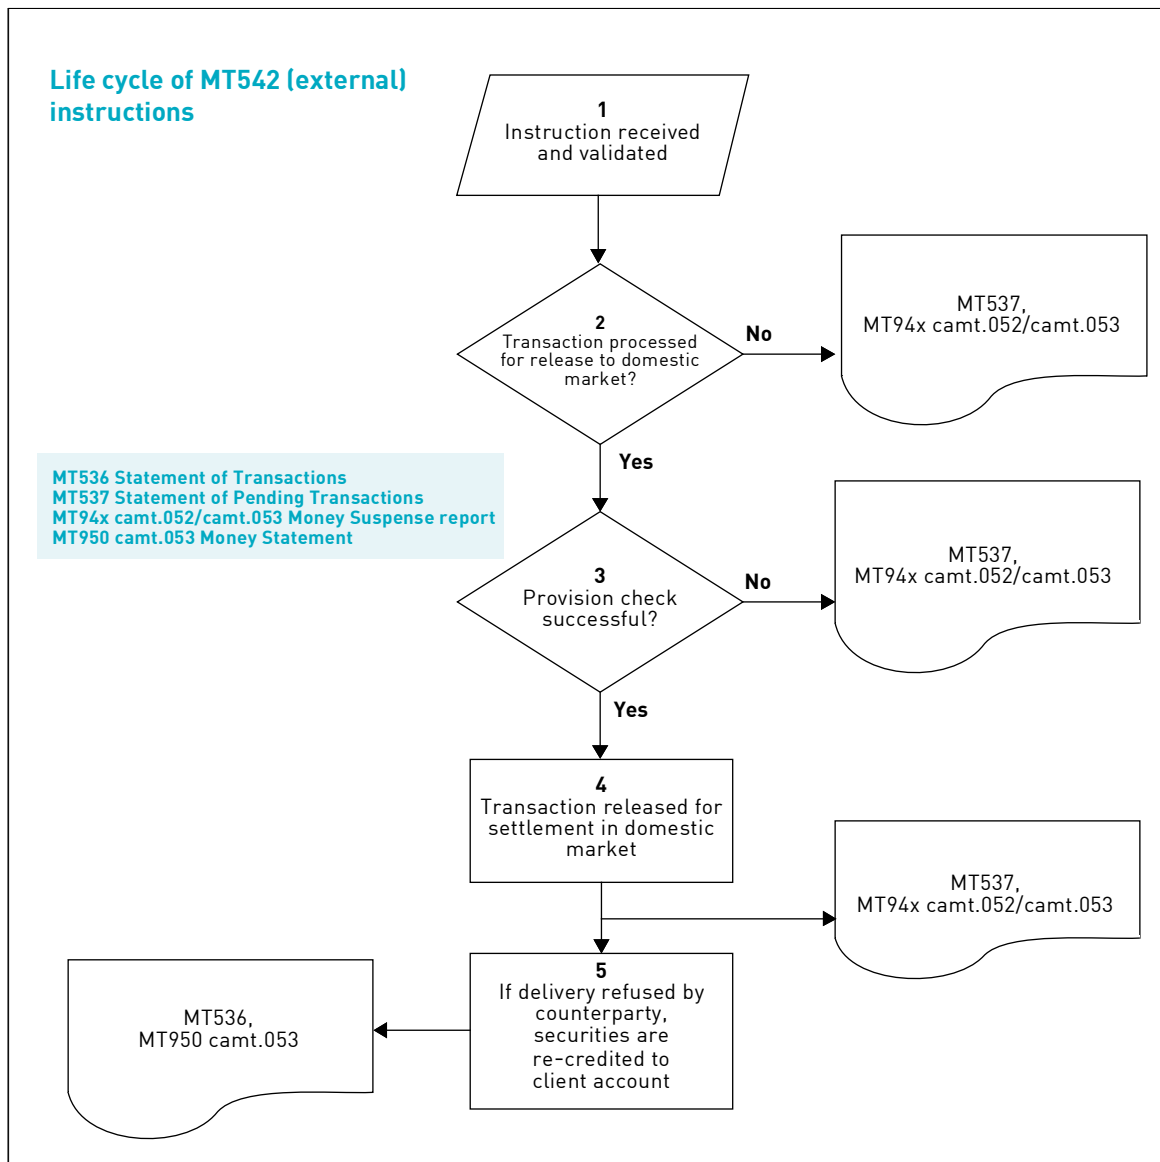 Life cycle of MT542 (external)
instructions
1
Instruction received
and validated
2
Transaction processed
for release to domestic
market?
No
MT537,
MT94x camt.052/camt.053
Yes
MT536 Statement of Transactions
MT537 Statement of Pending Transactions
MT94x camt.052/camt.053 Money Suspense report
MT950 camt.053 Money Statement
3
Provision check
successful?
No
MT537,
MT94x camt.052/camt.053
Yes
4
Transaction released for
settlement in domestic
market
MT537,
MT94x camt.052/camt.053
5
If delivery refused by
counterparty,
securities are
re-credited to
client account
MT536,
MT950 camt.053